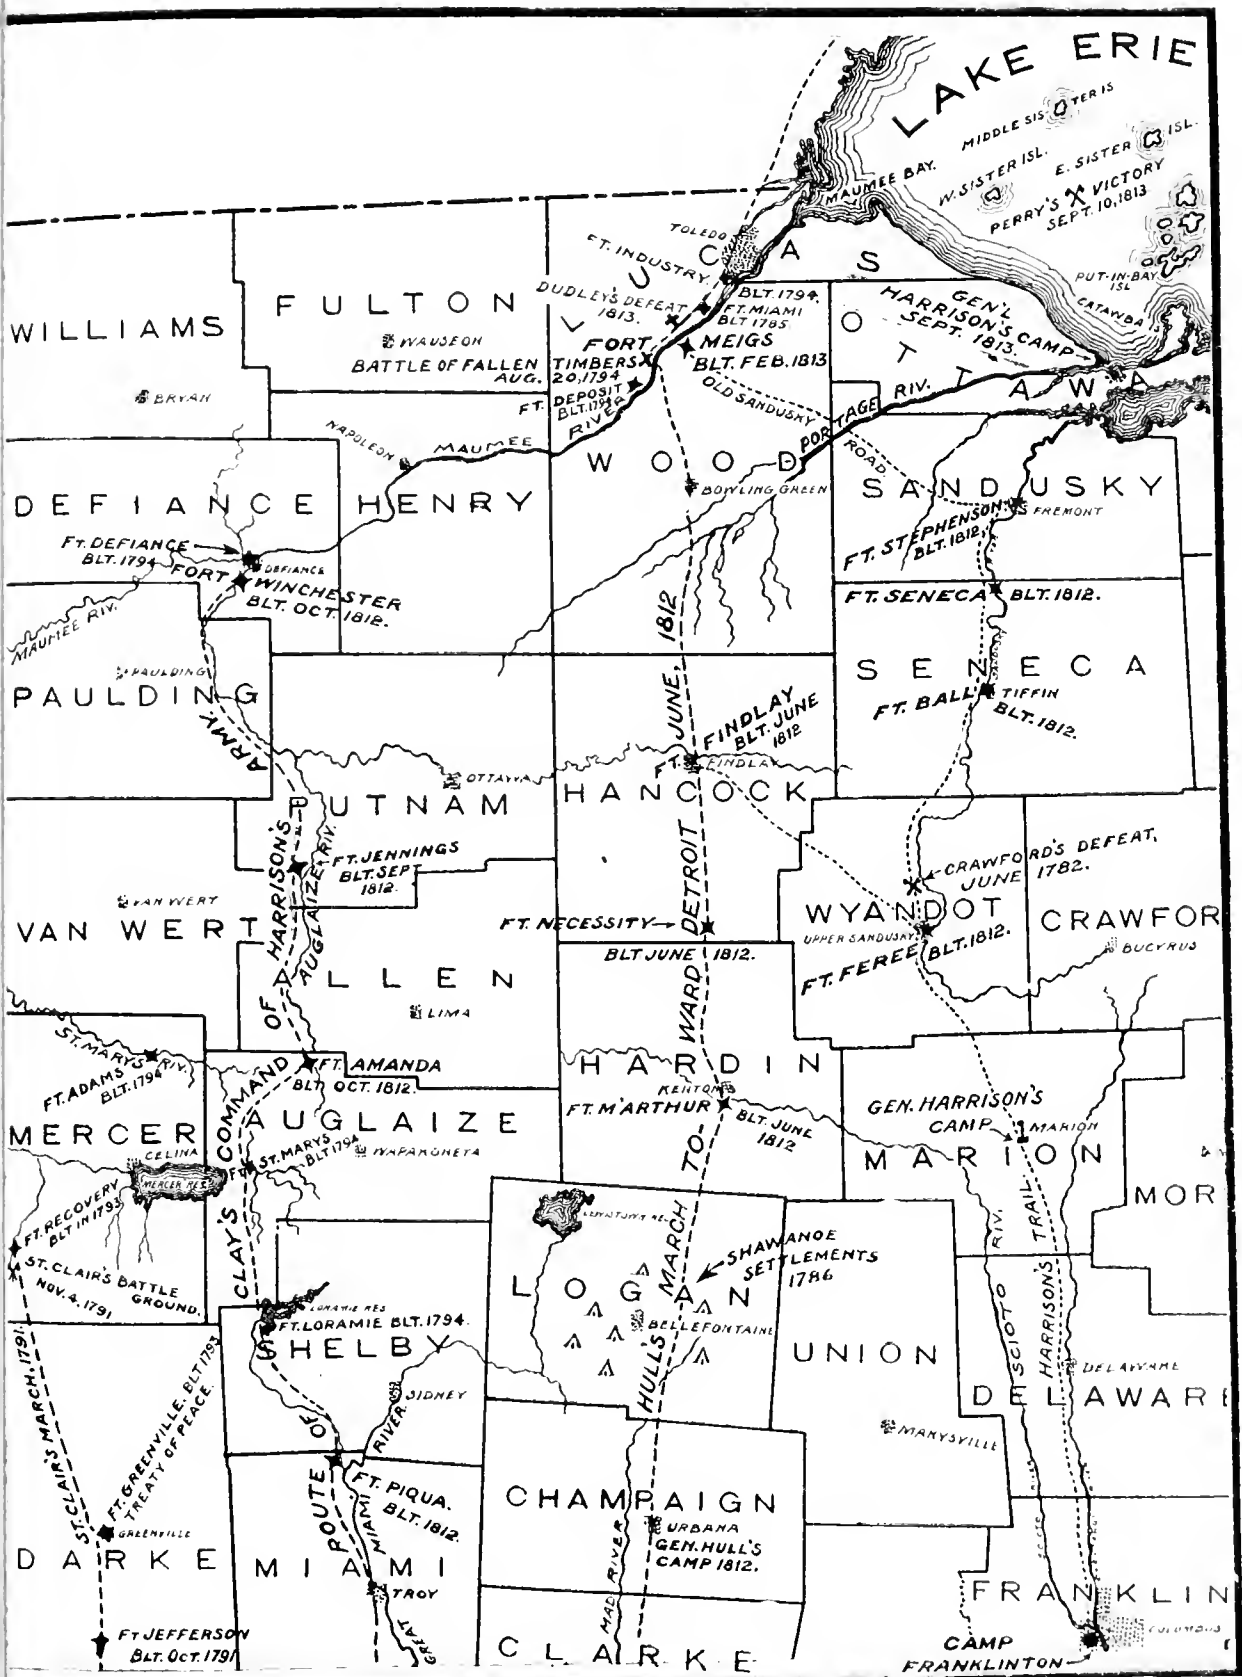 LAKE ERIE
MIDDLE SISTER IS
E. SISTER ISL.
W. SISTER ISL.
PERRY'S VICTORY
SEPT. 10, 1813
MAUMEE BAY.
PUT-IN-BAY
ISL
CATAWBA IS
TOLEDO
FT. INDUSTRY
BLT. 1794.
LUCAS
DUDLEY'S DEFEAT
1813.
FT. MIAMI
BLT 1785
FORT MEIGS
BLT. FEB. 1813
BATTLE OF FALLEN TIMBERS
AUG. 20, 1794
FT. DEPOSIT
BLT. 1794
GEN'L
HARRISON'S CAMP
SEPT. 1813.
OTTAWA
PORTAGE RIV.
OLD SANDUSKY ROAD
WILLIAMS
BRYAN
FULTON
WAUSEON
NAPOLEON
MAUMEE RIVER
WOOD
BOWLING GREEN
SANDUSKY
FT. STEPHENSON
BLT. 1812.
FREMONT
DEFIANCE
HENRY
FT. DEFIANCE
BLT. 1794
DEFIANCE
FORT WINCHESTER
BLT. OCT. 1812.
MAUMEE RIV.
FT. SENECA BLT. 1812.
SENECA
FT. BALL
TIFFIN
BLT. 1812.
PAULDING
PAULDING
OTTAWA
PUTNAM
FT. FINDLAY
BLT. JUNE
1812
FINDLAY
HANCOCK
FT. JENNINGS
BLT. SEPT
1812.
AUGLAIZE RIV.
CRAWFORD'S DEFEAT,
JUNE 1782.
VAN WERT
VAN WERT
FT. NECESSITY
BLT JUNE 1812.
WYANDOT
UPPER SANDUSKY
FT. FEREE BLT. 1812.
CRAWFOR
BUCYRUS
ALLEN
LIMA
ST. MARY'S RIV.
FT. ADAMS
BLT. 1794
FT. AMANDA
BLT. OCT. 1812.
HARDIN
KENTON
FT. M'ARTHUR
BLT. JUNE
1812
GEN. HARRISON'S
CAMP
MARION
MARION
MOR
MERCER
CELINA
MERCER RES.
AUGLAIZE
FT. ST. MARYS
BLT 1794
WAPAKONETA
FT. RECOVERY
BLT IN 1793
ST. CLAIR'S BATTLE
GROUND.
NOV. 4, 1791
ROUTE OF CLAY'S COMMAND OF HARRISON'S ARMY.
HULL'S MARCH TO-WARD DETROIT JUNE, 1812
SHAWANOE
SETTLEMENTS
1786
LOGAN
BELLEFONTAINE
LORAMIE RES
FT. LORAMIE BLT. 1794.
SHELBY
SIDNEY
UNION
MARYSVILLE
SCIOTO RIV.
HARRISON'S TRAIL.
DELAWARE
DELAWARE
ST. CLAIR'S MARCH, 1791.
FT. GREENVILLE. BLT 1793
TREATY OF PEACE.
GREENVILLE
DARKE
FT JEFFERSON
BLT. OCT. 1791
FT. PIQUA.
BLT. 1812.
MIAMI
TROY
GREAT MIAMI RIVER.
CHAMPAIGN
URBANA
GEN. HULL'S
CAMP 1812.
MAD RIVER
CLARKE
FRANKLIN
COLUMBUS
CAMP
FRANKLINTON